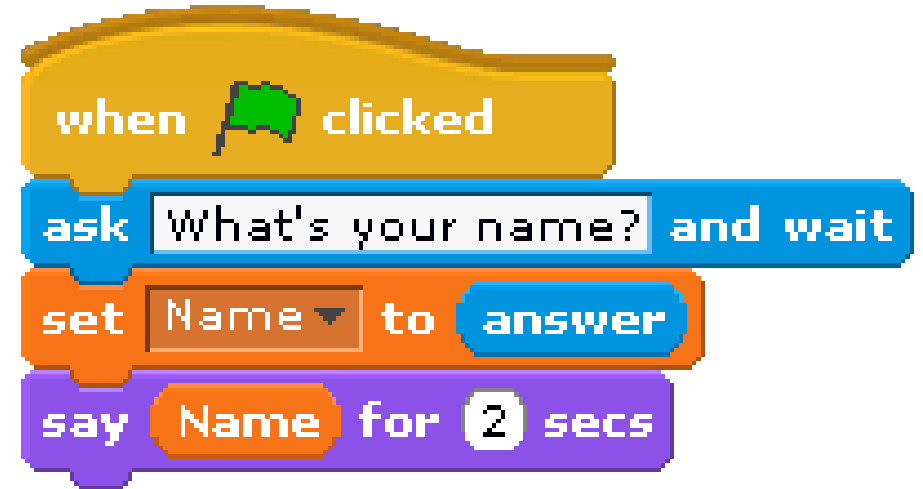 when clicked
ask What's your name? and wait
set Name to answer
say Name for 2 secs